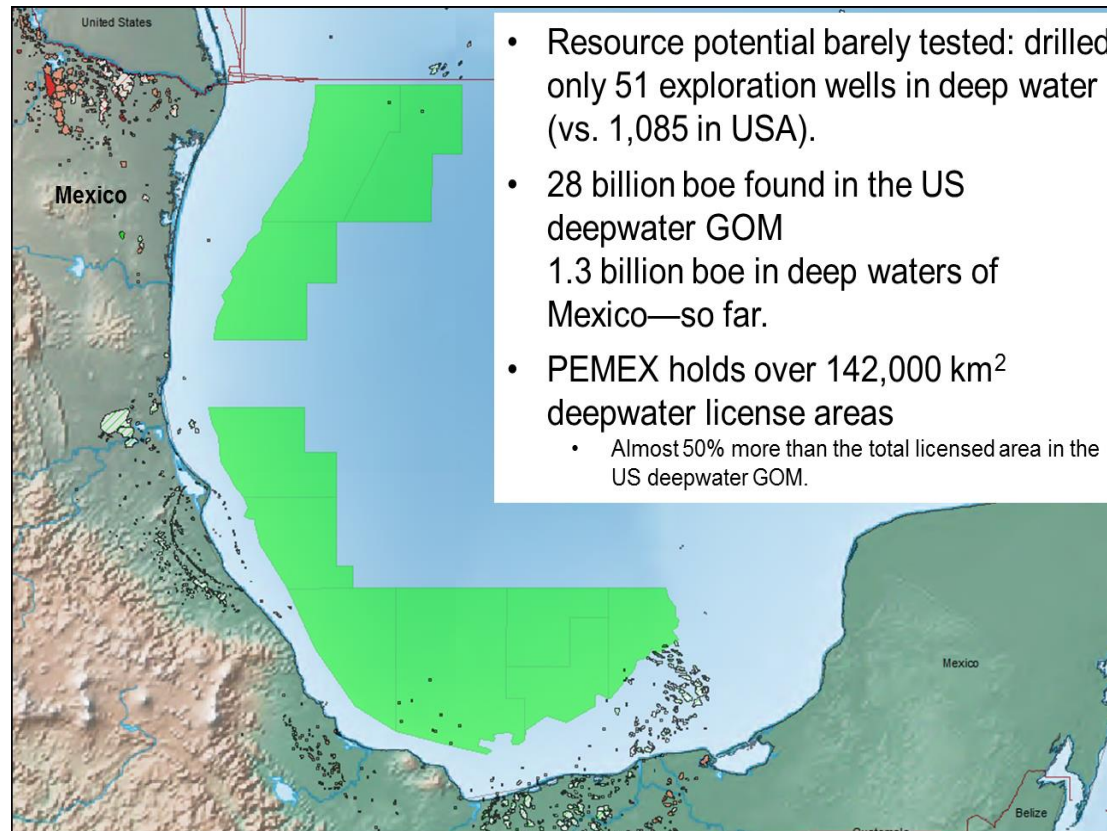 United States
Mexico
• Resource potential barely tested: drilled
only 51 exploration wells in deep water
(vs. 1,085 in USA).
• 28 billion boe found in the US
deepwater GOM
1.3 billion boe in deep waters of
Mexico—so far.
• PEMEX holds over 142,000 km²
deepwater license areas
• Almost 50% more than the total licensed area in the
US deepwater GOM.
Mexico
Belize
Guatemala